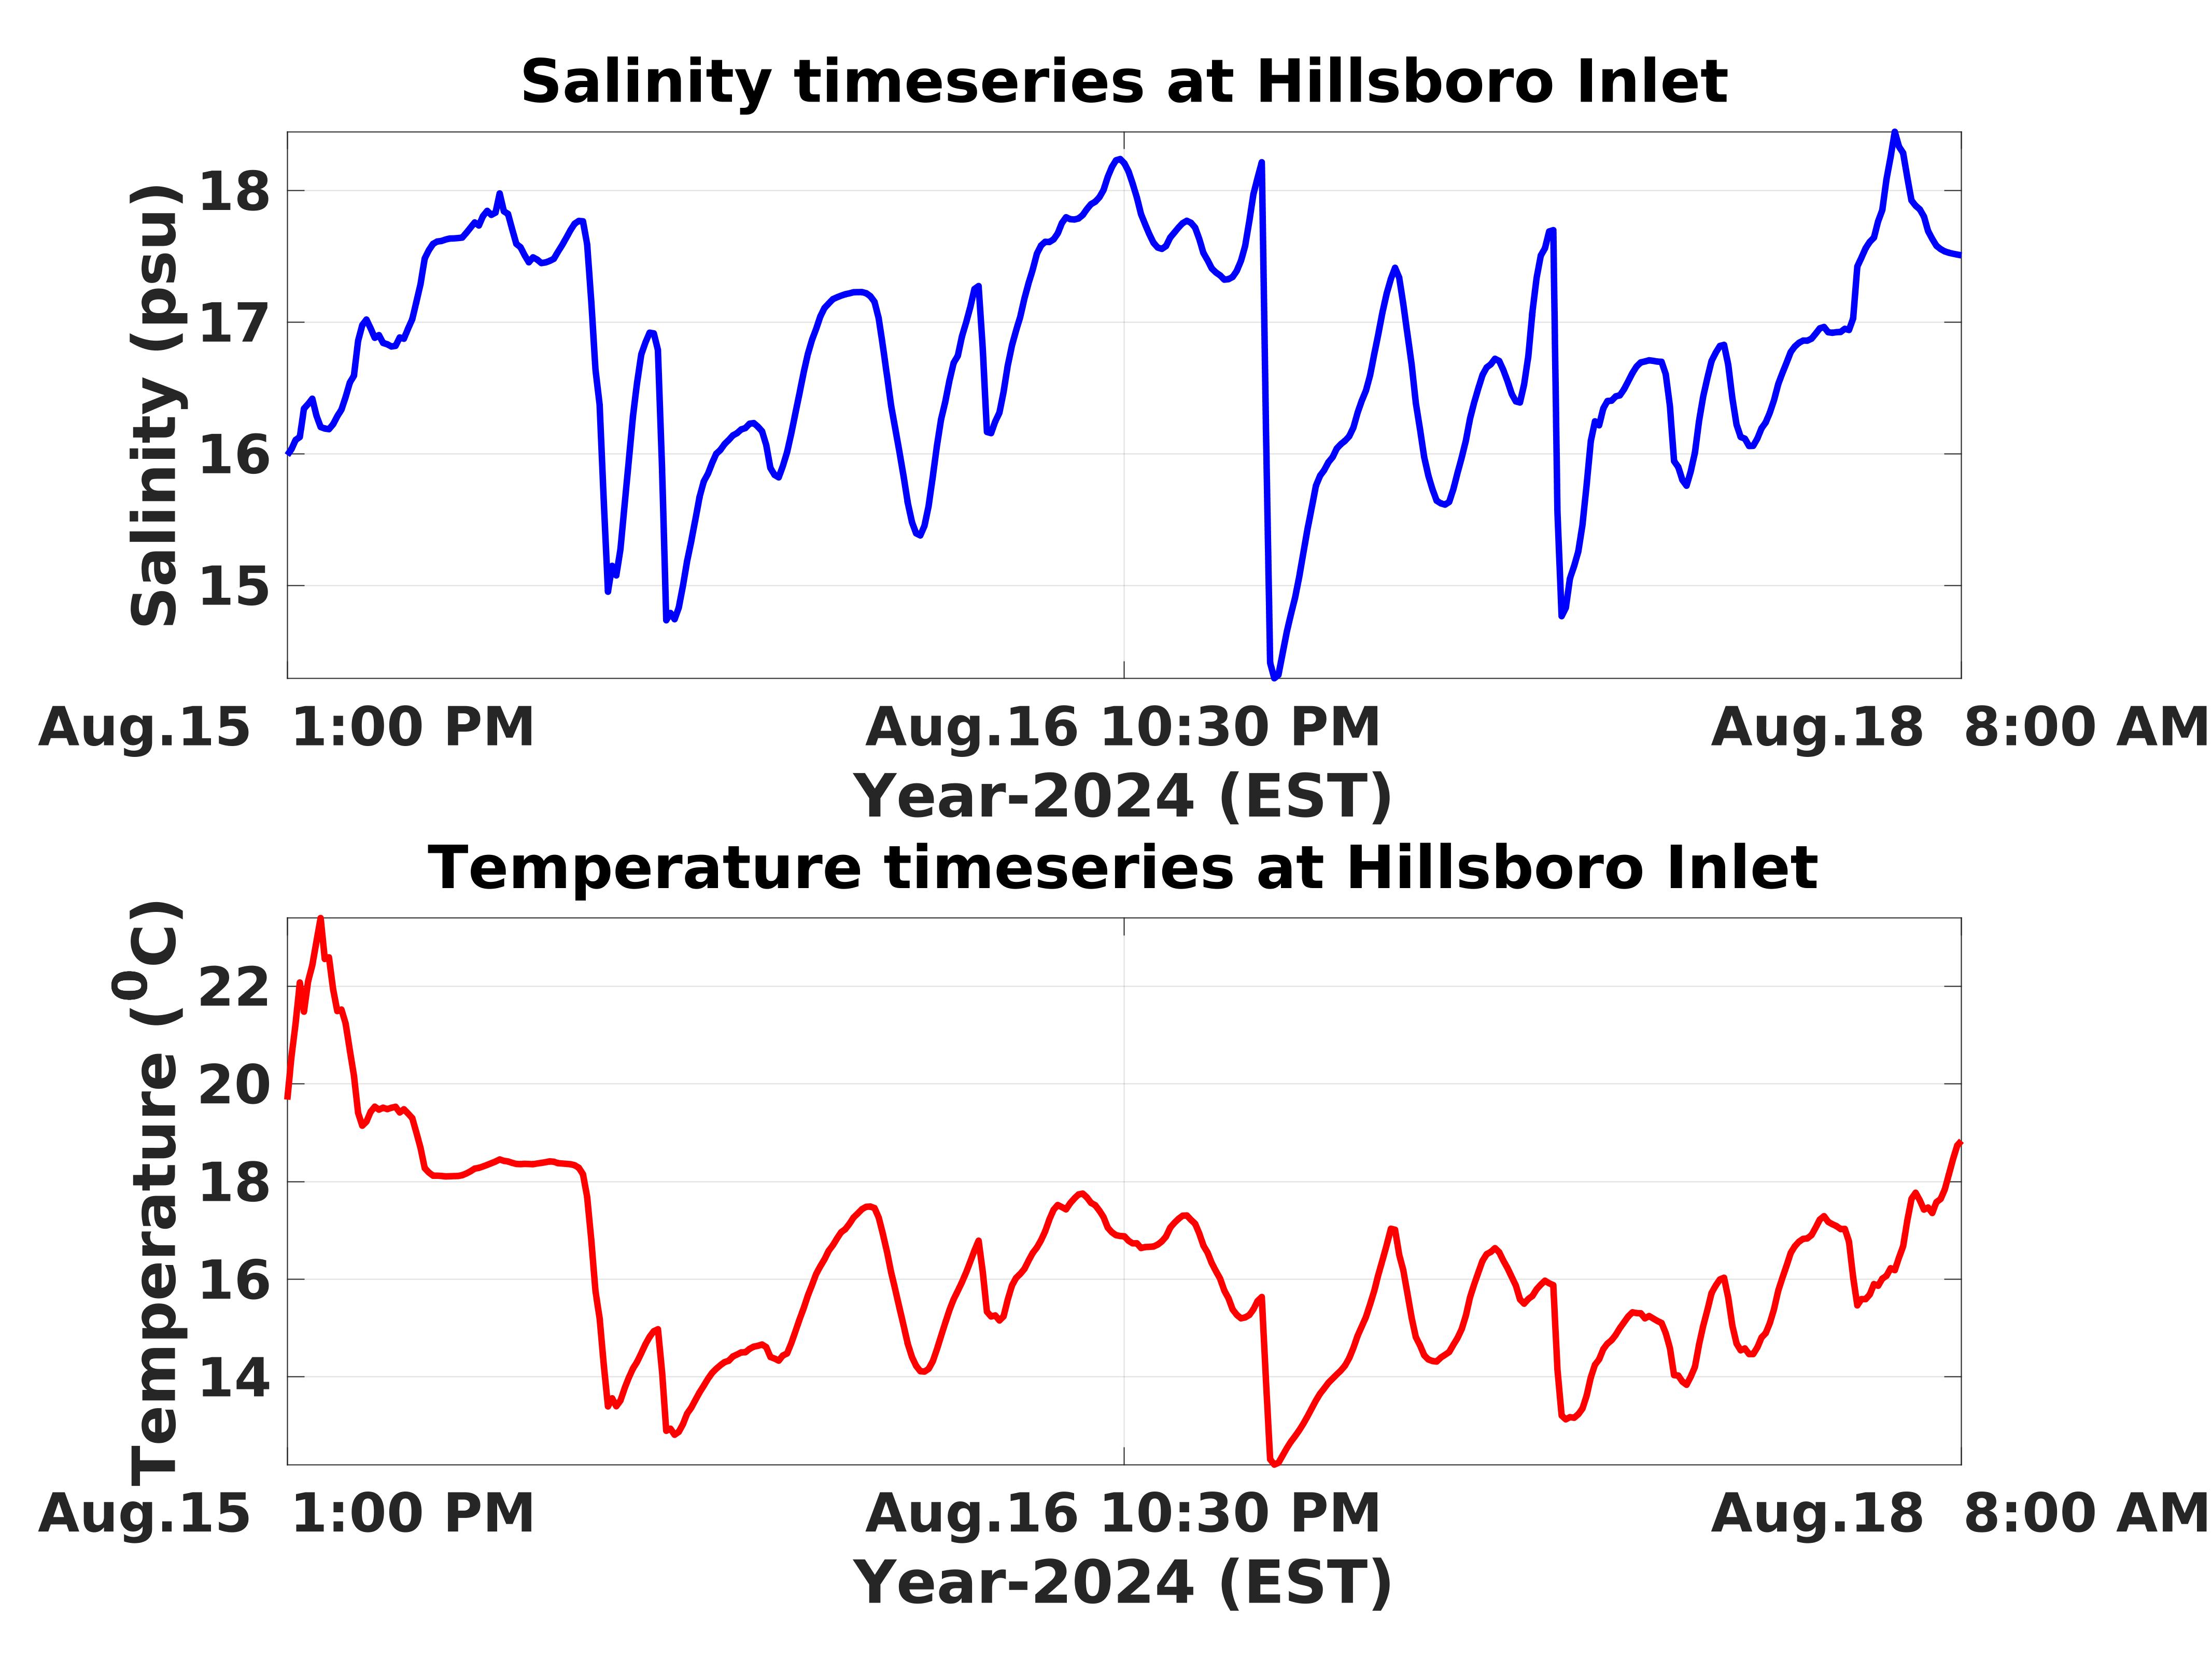 Salinity timeseries at Hillsboro Inlet
Salinity (psu)
18
17
16
15
Aug.15  1:00 PM
Aug.16 10:30 PM
Aug.18  8:00 AM
Year-2024 (EST)
Temperature timeseries at Hillsboro Inlet
Temperature (⁰C)
22
20
18
16
14
Aug.15  1:00 PM
Aug.16 10:30 PM
Aug.18  8:00 AM
Year-2024 (EST)